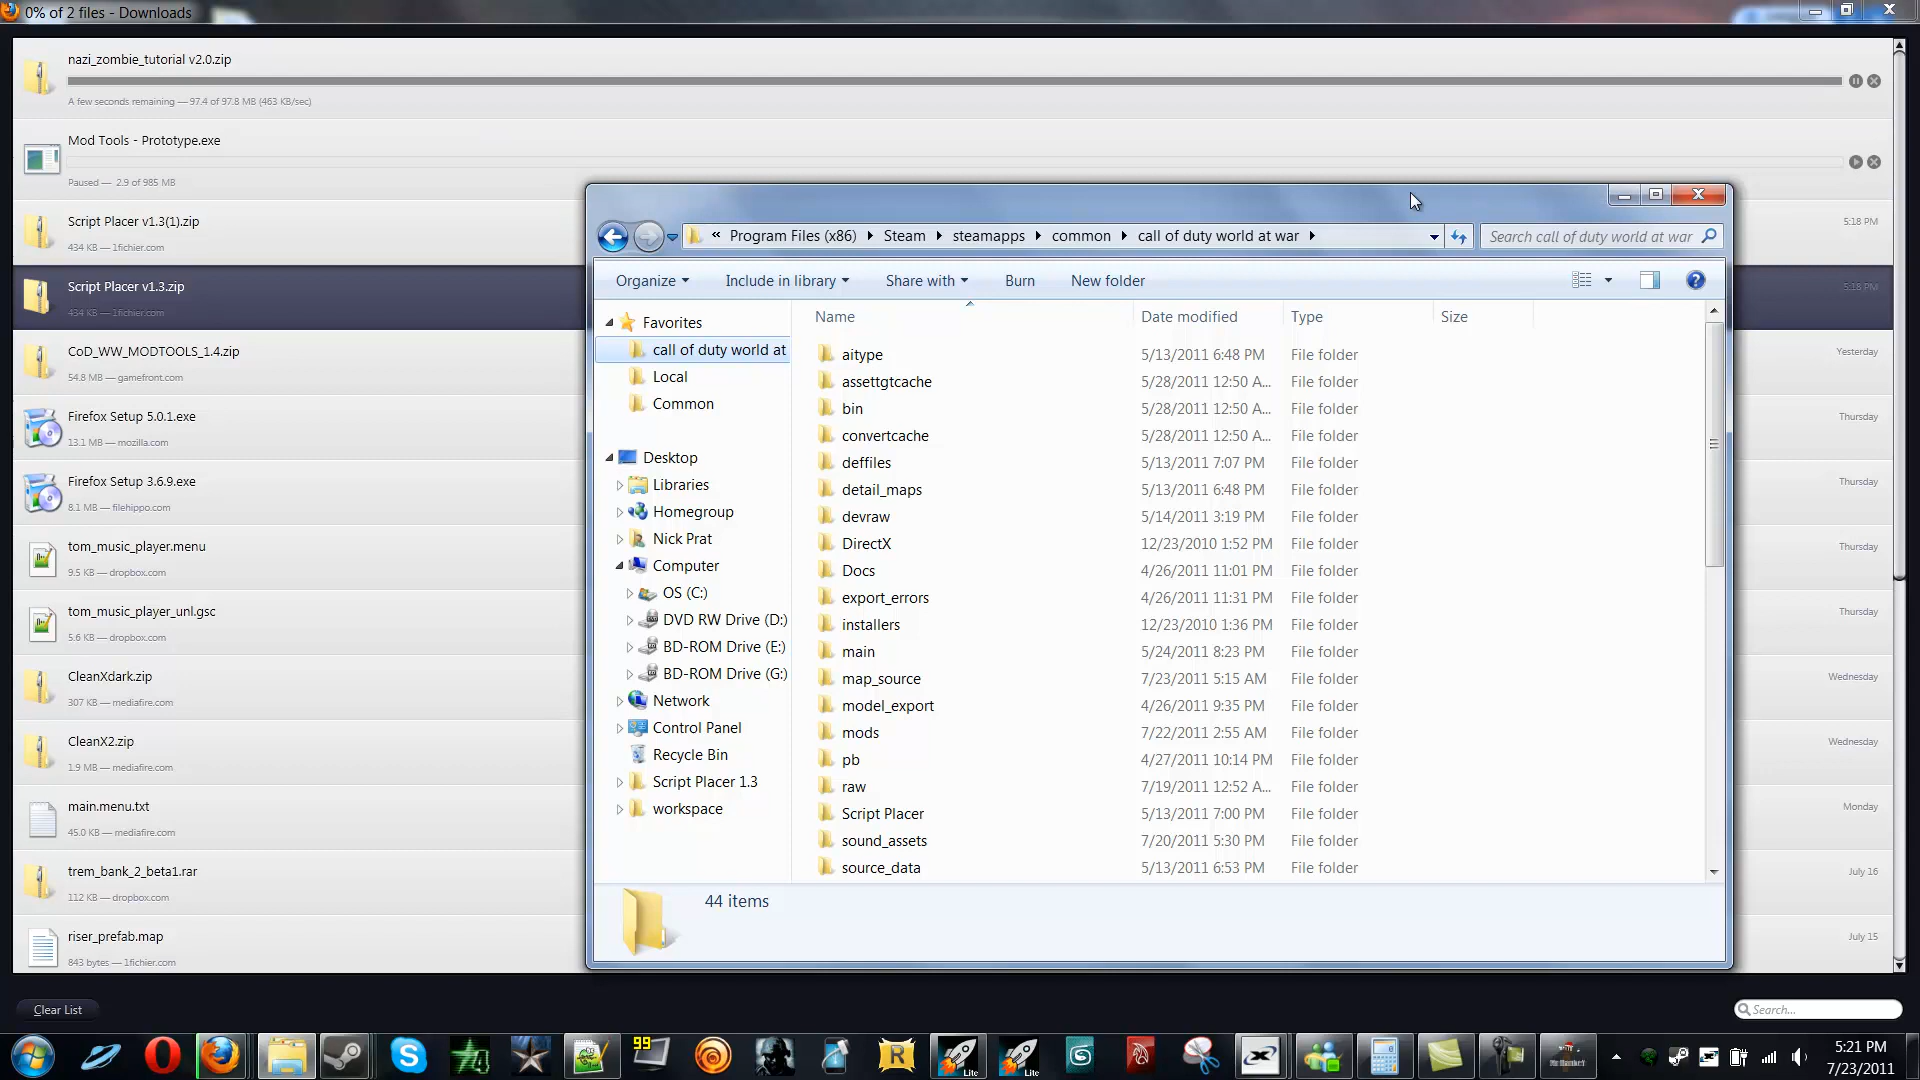 0% of 2 files - Downloads
nazi_zombie_tutorial v2.0.zip
A few seconds remaining — 97.4 of 97.8 MB (463 KB/sec)
Mod Tools - Prototype.exe
Paused — 2.9 of 985 MB
Script Placer v1.3(1).zip
5:18 PM
434 KB — 1fichier.com
Script Placer v1.3.zip
5:18 PM
434 KB — 1fichier.com
CoD_WW_MODTOOLS_1.4.zip
Yesterday
54.8 MB — gamefront.com
Firefox Setup 5.0.1.exe
Thursday
13.1 MB — mozilla.com
Firefox Setup 3.6.9.exe
Thursday
8.1 MB — filehippo.com
tom_music_player.menu
Thursday
9.5 KB — dropbox.com
tom_music_player_unl.gsc
Thursday
5.6 KB — dropbox.com
CleanXdark.zip
Wednesday
307 KB — mediafire.com
CleanX2.zip
Wednesday
1.9 MB — mediafire.com
main.menu.txt
Monday
45.0 KB — mediafire.com
trem_bank_2_beta1.rar
July 16
112 KB — dropbox.com
riser_prefab.map
July 15
843 bytes — 1fichier.com
Clear List
Search...
« Program Files (x86) Steam steamapps common call of duty world at war
Search call of duty world at war
Organize Include in library Share with Burn New folder
Favorites
call of duty world at
Local
Common
Desktop
Libraries
Homegroup
Nick Prat
Computer
OS (C:)
DVD RW Drive (D:)
BD-ROM Drive (E:)
BD-ROM Drive (G:)
Network
Control Panel
Recycle Bin
Script Placer 1.3
workspace
Name Date modified Type Size
aitype 5/13/2011 6:48 PM File folder
assettgtcache 5/28/2011 12:50 A... File folder
bin 5/28/2011 12:50 A... File folder
convertcache 5/28/2011 12:50 A... File folder
deffiles 5/13/2011 7:07 PM File folder
detail_maps 5/13/2011 6:48 PM File folder
devraw 5/14/2011 3:19 PM File folder
DirectX 12/23/2010 1:52 PM File folder
Docs 4/26/2011 11:01 PM File folder
export_errors 4/26/2011 11:31 PM File folder
installers 12/23/2010 1:36 PM File folder
main 5/24/2011 8:23 PM File folder
map_source 7/23/2011 5:15 AM File folder
model_export 4/26/2011 9:35 PM File folder
mods 7/22/2011 2:55 AM File folder
pb 4/27/2011 10:14 PM File folder
raw 7/19/2011 12:52 A... File folder
Script Placer 5/13/2011 7:00 PM File folder
sound_assets 7/20/2011 5:30 PM File folder
source_data 5/13/2011 6:53 PM File folder
44 items
99
Lite
Lite
5:21 PM
7/23/2011